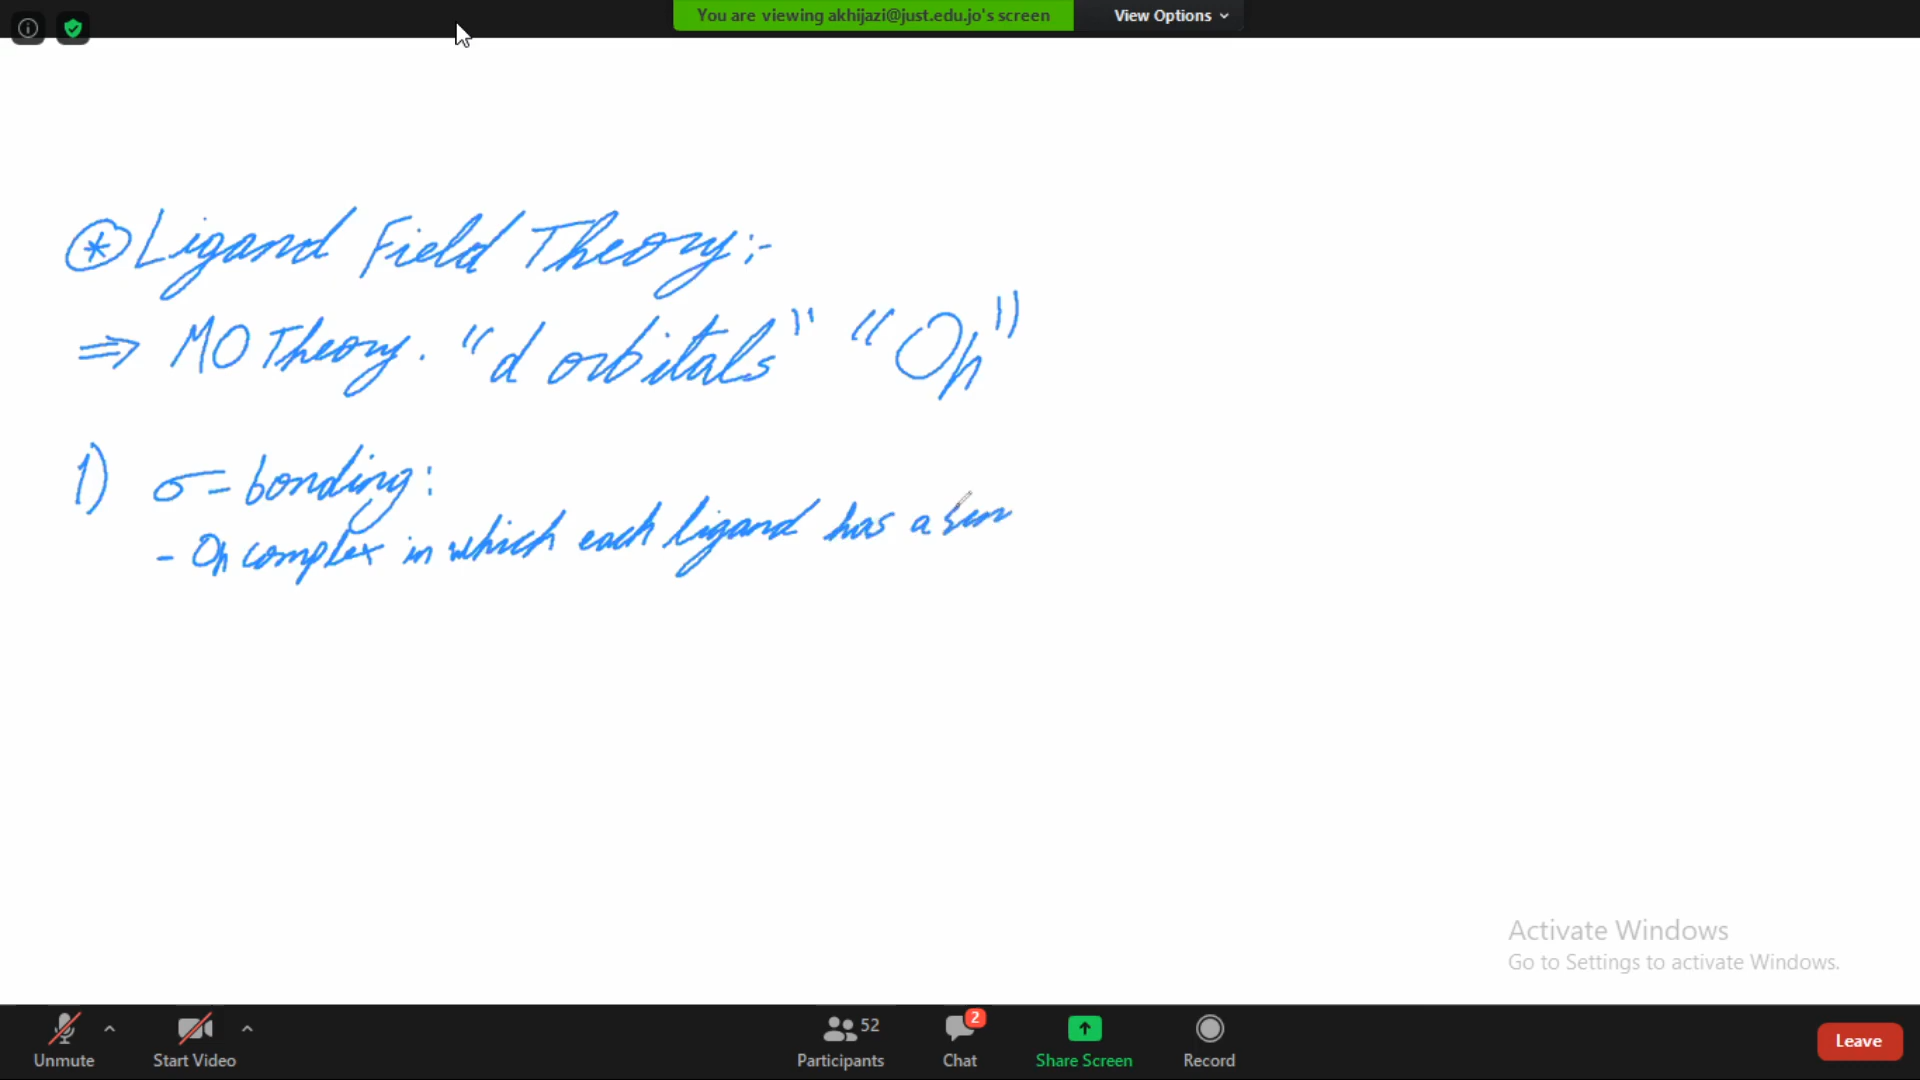 You are viewing akhijazi@just.edu.jo's screen
View Options
⊛ Ligand Field Theory:-
⇒ MO Theory. "d orbitals" "Oh"
1) σ-bonding:
- Oh complex in which each ligand has a
Activate Windows
Go to Settings to activate Windows.
Unmute
Start Video
52
Participants
2
Chat
Share Screen
Record
Leave